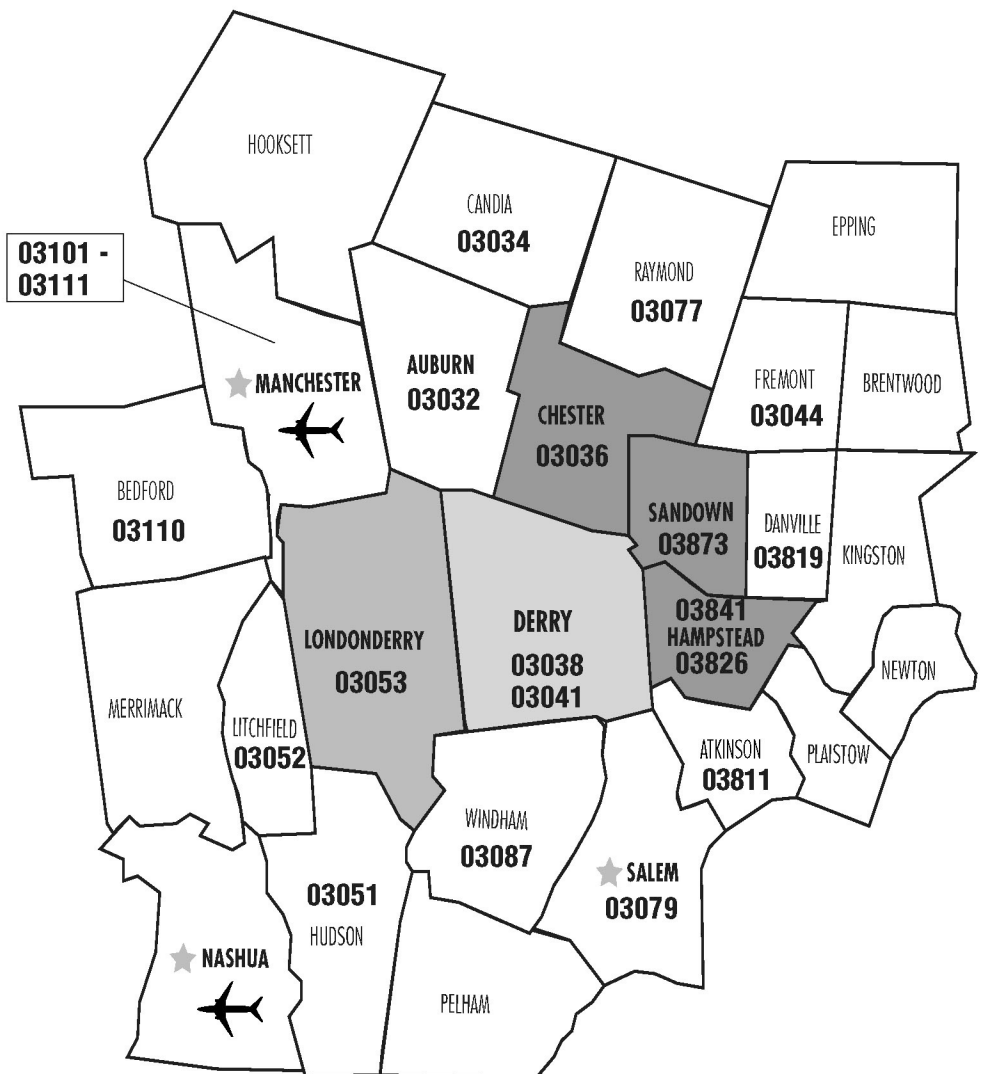 HOOKSETT
CANDIA
03034
EPPING
03101 -
03111
RAYMOND
03077
AUBURN
03032
MANCHESTER
FREMONT
03044
BRENTWOOD
CHESTER
03036
BEDFORD
03110
SANDOWN
03873
DANVILLE
03819
KINGSTON
LONDONDERRY
03053
DERRY
03038
03041
03841
HAMPSTEAD
03826
NEWTON
MERRIMACK
LITCHFIELD
03052
ATKINSON
03811
PLAISTOW
WINDHAM
03087
SALEM
03079
03051
HUDSON
NASHUA
PELHAM